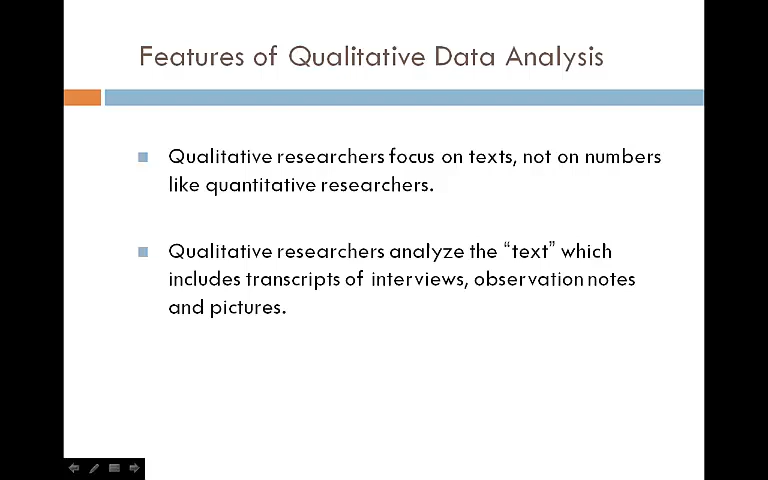 Features of Qualitative Data Analysis
Qualitative researchers focus on texts, not on numbers
like quantitative researchers.
Qualitative researchers analyze the “text” which
includes transcripts of interviews, observation notes
and pictures.